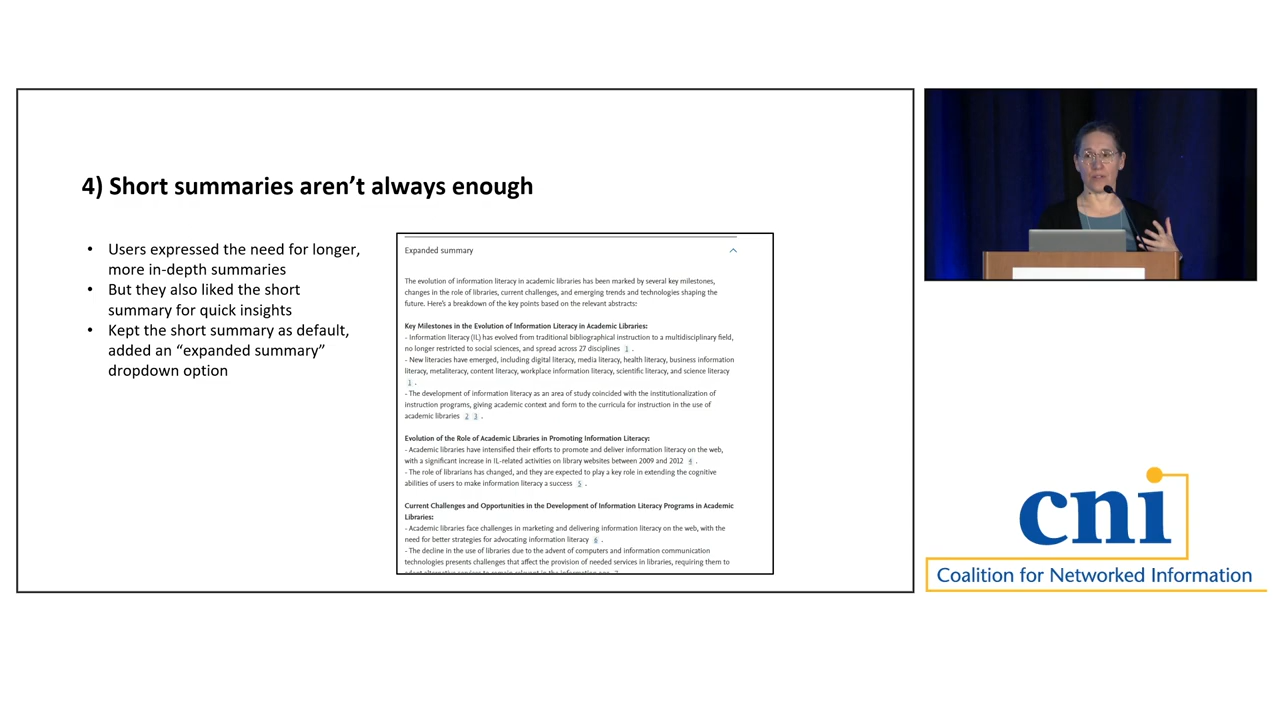 4) Short summaries aren’t always enough
• Users expressed the need for longer,
more in-depth summaries
• But they also liked the short
summary for quick insights
• Kept the short summary as default,
added an “expanded summary”
dropdown option
Expanded summary
The evolution of information literacy in academic libraries has been marked by several key milestones,
changes in the role of libraries, current challenges, and emerging trends and technologies shaping the
future. Here's a breakdown of the key points based on the relevant abstracts:
Key Milestones in the Evolution of Information Literacy in Academic Libraries:
- Information literacy (IL) has evolved from traditional bibliographical instruction to a multidisciplinary field,
no longer restricted to social sciences, and spread across 27 disciplines 1 .
- New literacies have emerged, including digital literacy, media literacy, health literacy, business information
literacy, metaliteracy, content literacy, workplace information literacy, scientific literacy, and science literacy
1 .
- The development of information literacy as an area of study coincided with the institutionalization of
instruction programs, giving academic context and form to the curricula for instruction in the use of
academic libraries 2 3 .
Evolution of the Role of Academic Libraries in Promoting Information Literacy:
- Academic libraries have intensified their efforts to promote and deliver information literacy on the web,
with a significant increase in IL-related activities on library websites between 2009 and 2012 4 .
- The role of librarians has changed, and they are expected to play a key role in extending the cognitive
abilities of users to make information literacy a success 5 .
Current Challenges and Opportunities in the Development of Information Literacy Programs in Academic
Libraries:
- Academic libraries face challenges in marketing and delivering information literacy on the web, with the
need for better strategies for advocating information literacy 6 .
- The decline in the use of libraries due to the advent of computers and information communication
technologies presents challenges that affect the provision of needed services in libraries, requiring them to
cni
Coalition for Networked Information